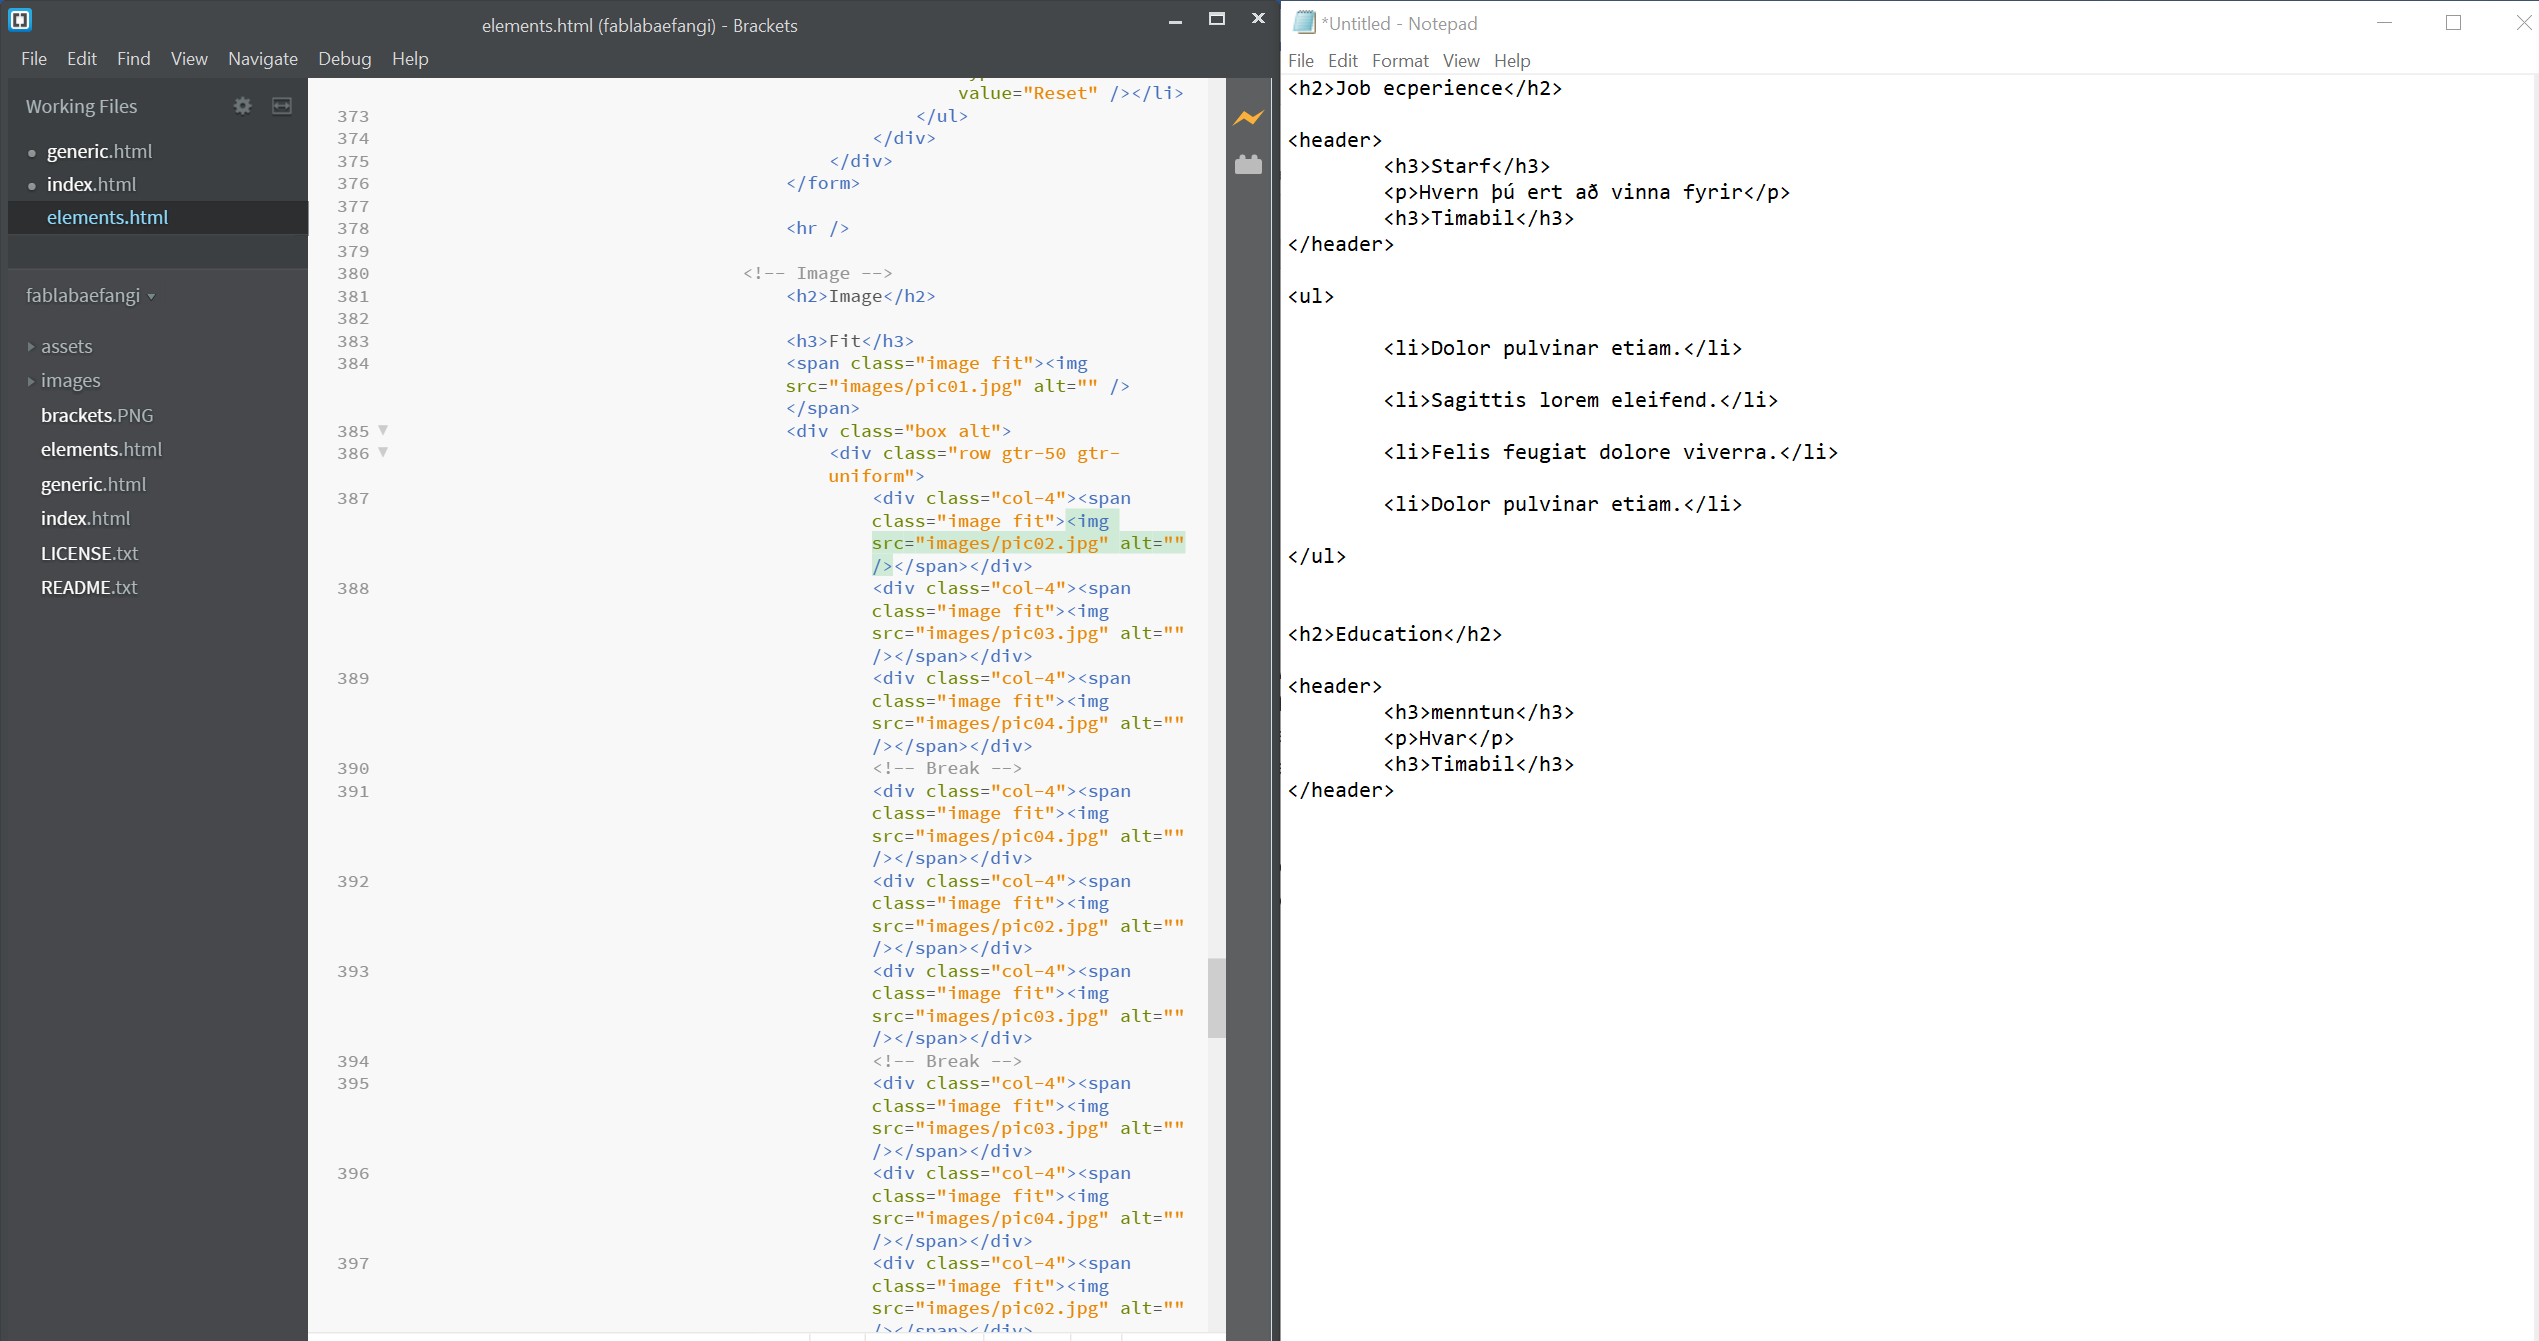 elements.html (fablabaefangi) - Brackets
File Edit Find View Navigate Debug Help
Working Files
generic.html
index.html
elements.html
fablabaefangi
assets
images
brackets.PNG
elements.html
generic.html
index.html
LICENSE.txt
README.txt
value="Reset" /></li>
373 </ul>
374 </div>
375 </div>
376 </form>
377
378 <hr />
379
380 <!-- Image -->
381 <h2>Image</h2>
382
383 <h3>Fit</h3>
384 <span class="image fit"><img
src="images/pic01.jpg" alt="" />
</span>
385 <div class="box alt">
386 <div class="row gtr-50 gtr-
uniform">
387 <div class="col-4"><span
class="image fit"><img
src="images/pic02.jpg" alt=""
/></span></div>
388 <div class="col-4"><span
class="image fit"><img
src="images/pic03.jpg" alt=""
/></span></div>
389 <div class="col-4"><span
class="image fit"><img
src="images/pic04.jpg" alt=""
/></span></div>
390 <!-- Break -->
391 <div class="col-4"><span
class="image fit"><img
src="images/pic04.jpg" alt=""
/></span></div>
392 <div class="col-4"><span
class="image fit"><img
src="images/pic02.jpg" alt=""
/></span></div>
393 <div class="col-4"><span
class="image fit"><img
src="images/pic03.jpg" alt=""
/></span></div>
394 <!-- Break -->
395 <div class="col-4"><span
class="image fit"><img
src="images/pic03.jpg" alt=""
/></span></div>
396 <div class="col-4"><span
class="image fit"><img
src="images/pic04.jpg" alt=""
/></span></div>
397 <div class="col-4"><span
class="image fit"><img
src="images/pic02.jpg" alt=""
/></span></div>
*Untitled - Notepad
File Edit Format View Help
<h2>Job ecperience</h2>
<header>
<h3>Starf</h3>
<p>Hvern þú ert að vinna fyrir</p>
<h3>Timabil</h3>
</header>
<ul>
<li>Dolor pulvinar etiam.</li>
<li>Sagittis lorem eleifend.</li>
<li>Felis feugiat dolore viverra.</li>
<li>Dolor pulvinar etiam.</li>
</ul>
<h2>Education</h2>
<header>
<h3>menntun</h3>
<p>Hvar</p>
<h3>Timabil</h3>
</header>